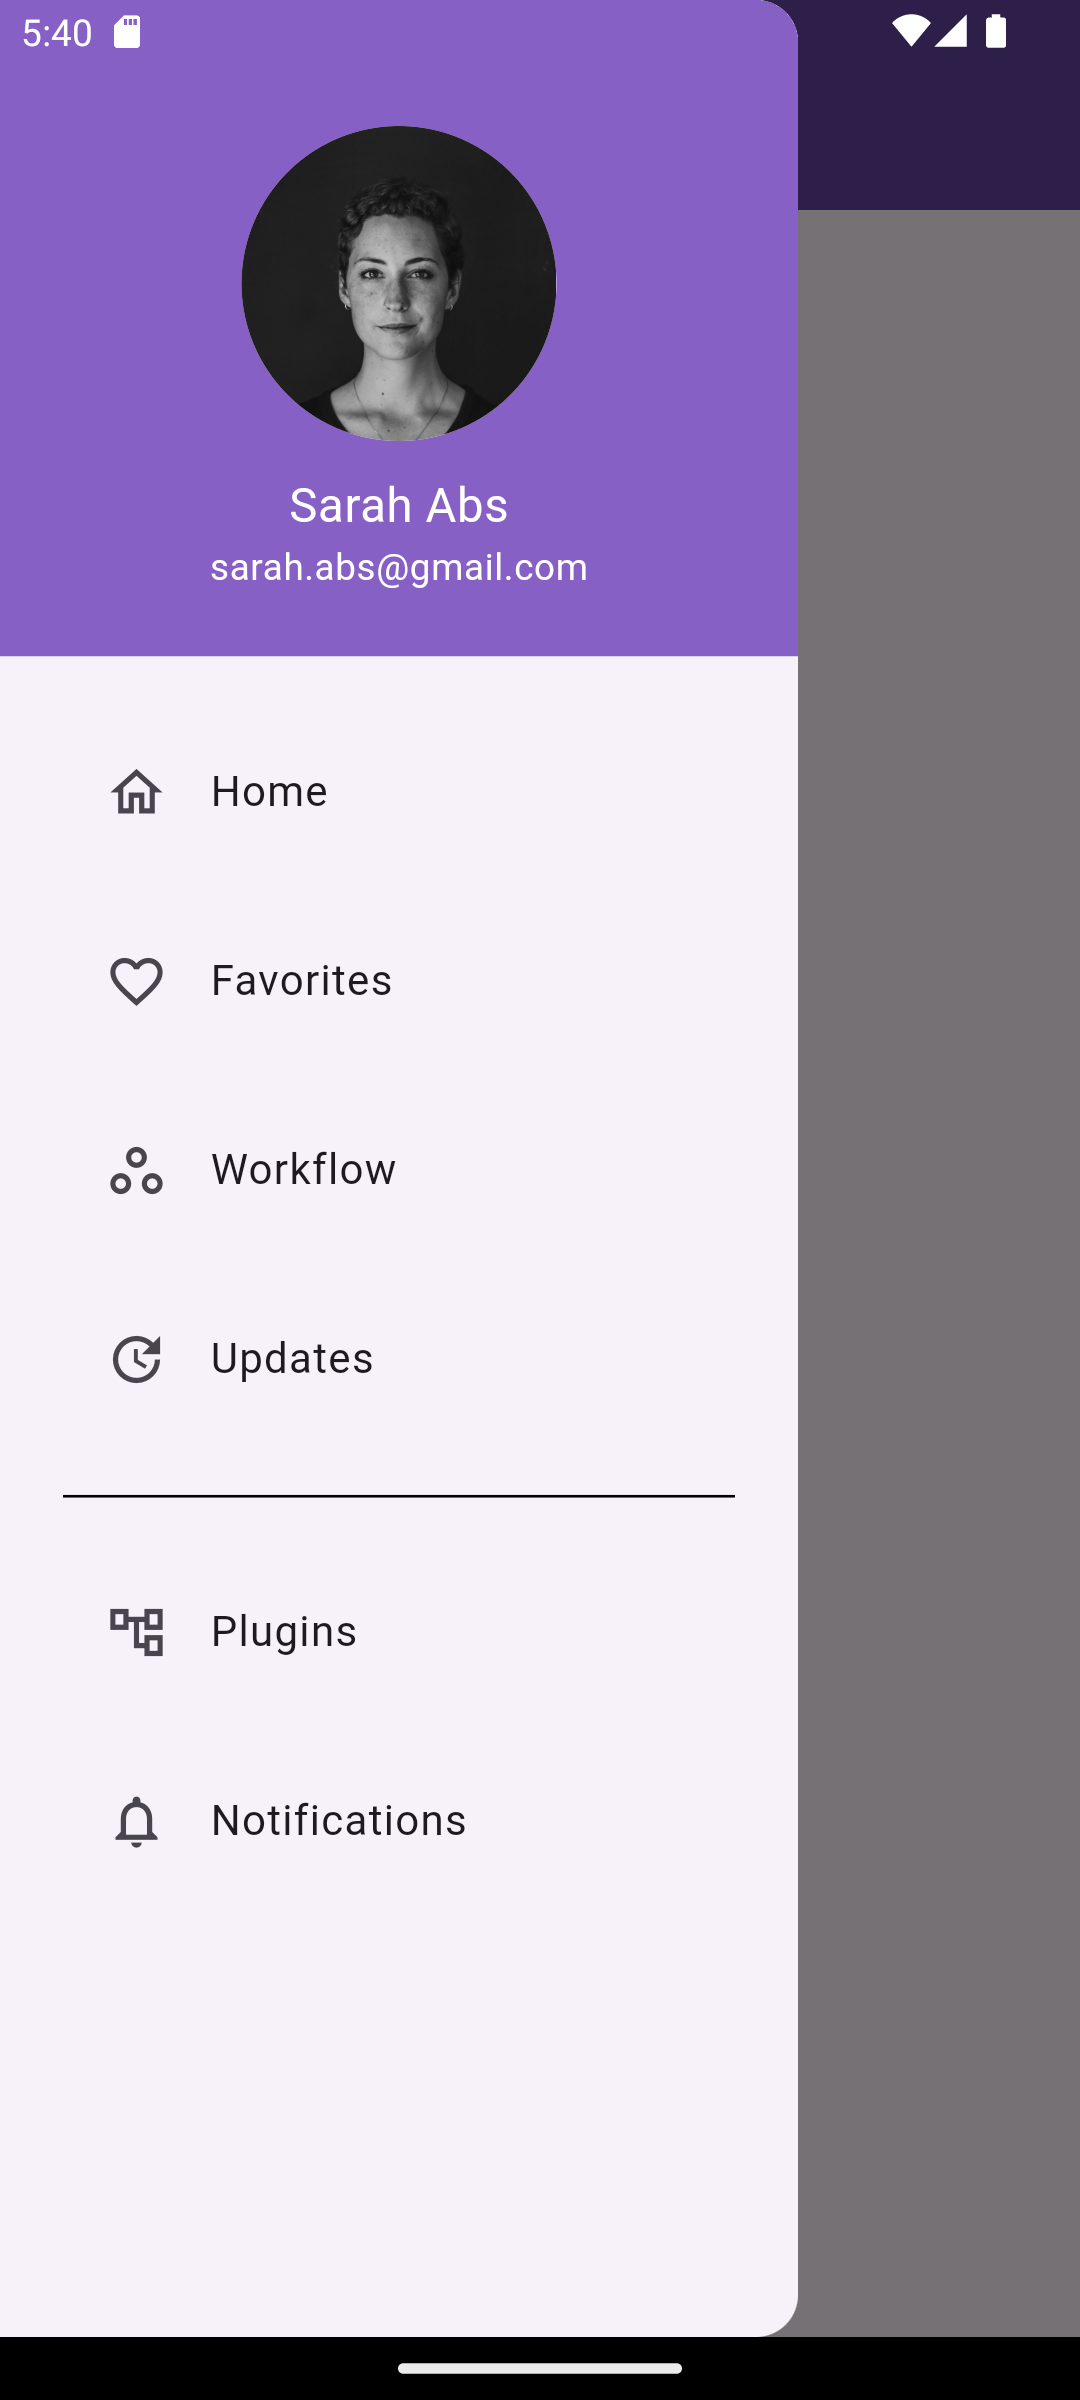 5:40
Sarah Abs
sarah.abs@gmail.com
Home
Favorites
Workflow
Updates
Plugins
Notifications